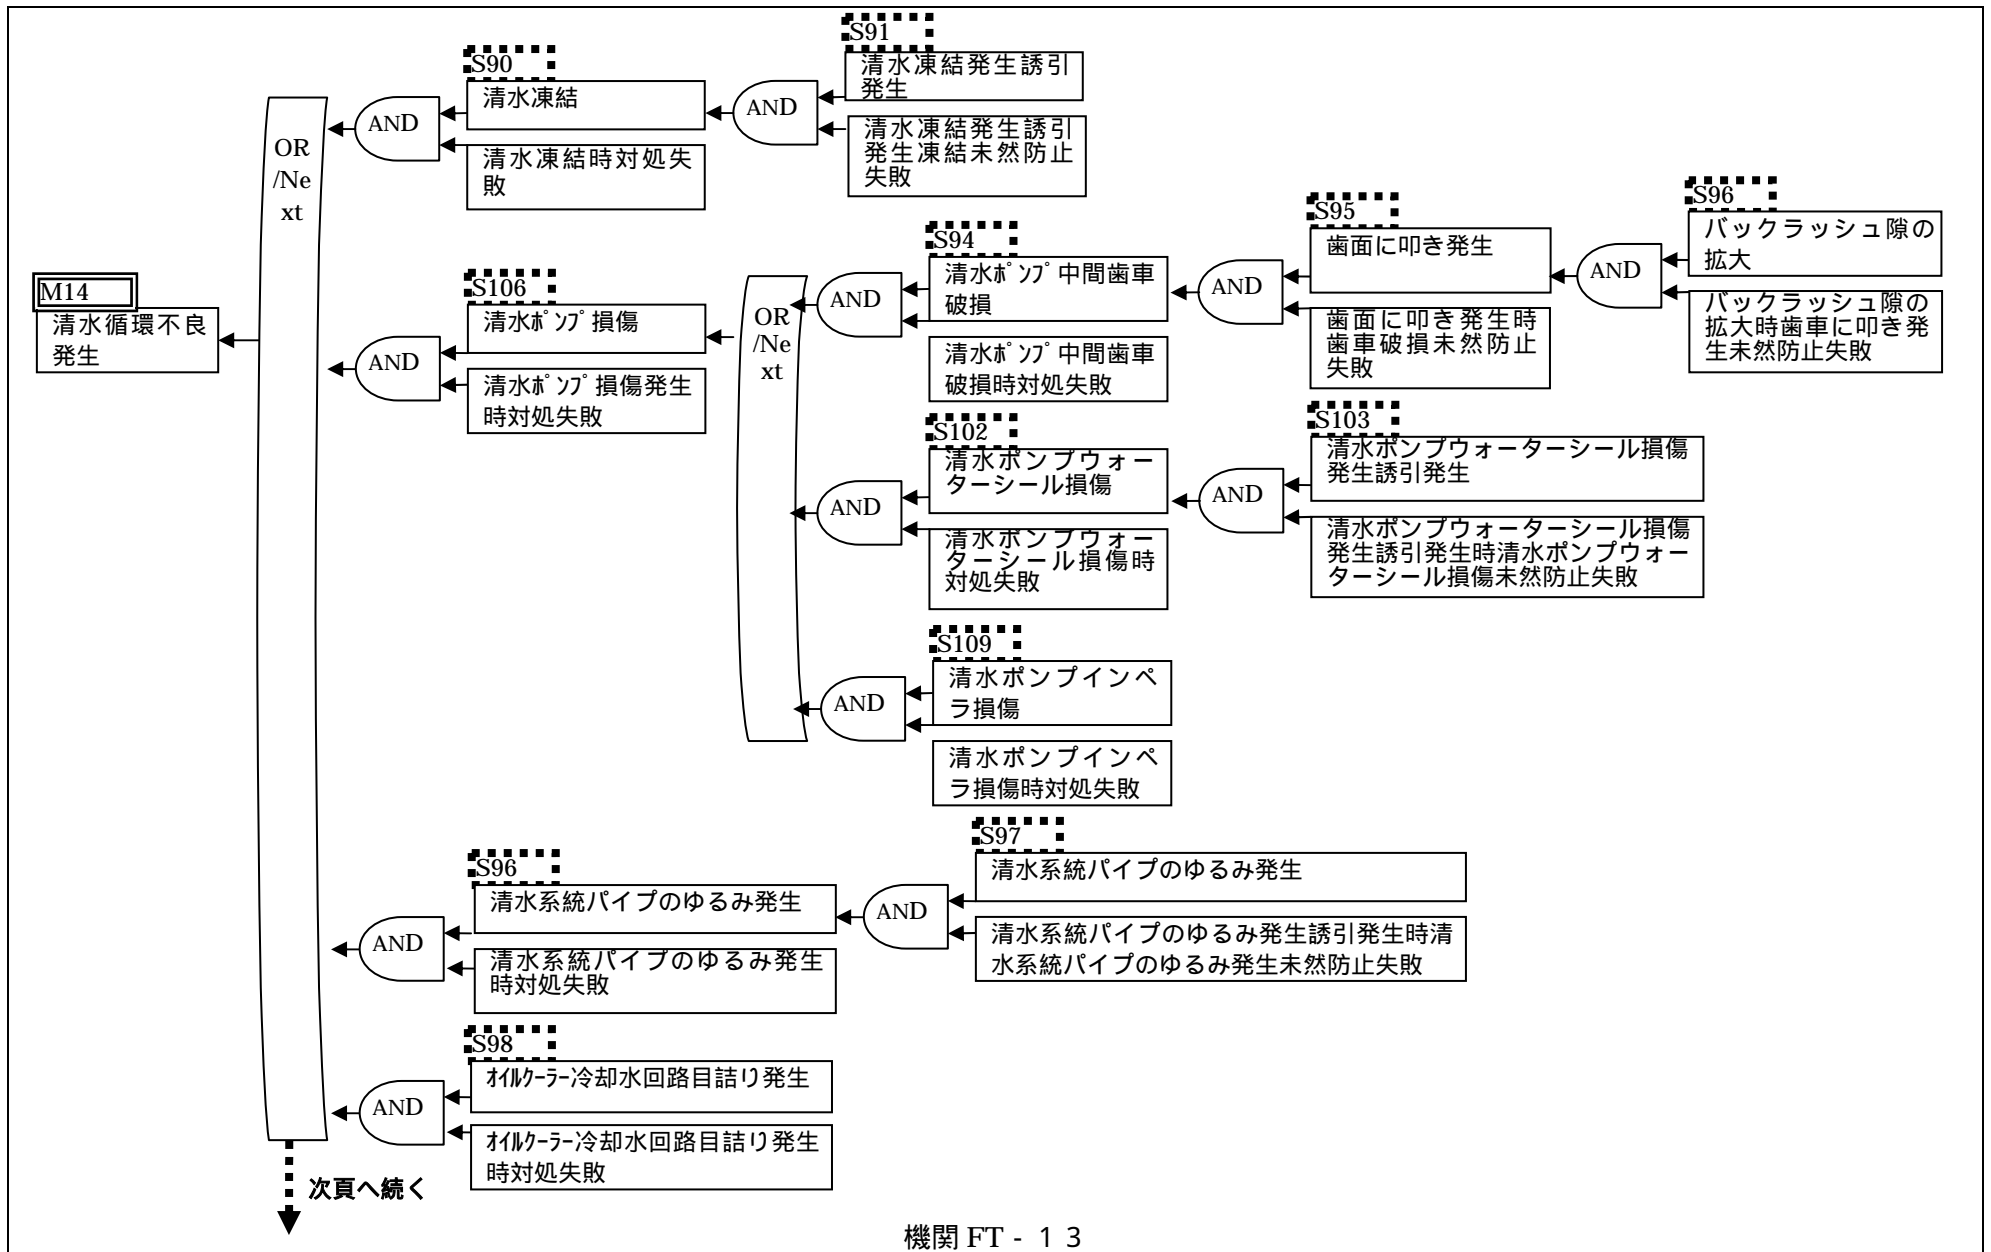 M14
清水循環不良
発生
OR
/Ne
xt
AND
S90
清水凍結
清水凍結時対処失
敗
AND
S91
清水凍結発生誘引
発生
清水凍結発生誘引
発生凍結未然防止
失敗
AND
S106
清水ﾎﾟﾝﾌﾟ損傷
清水ﾎﾟﾝﾌﾟ損傷発生
時対処失敗
OR
/Ne
xt
AND
S94
清水ﾎﾟﾝﾌﾟ中間歯車
破損
清水ﾎﾟﾝﾌﾟ中間歯車
破損時対処失敗
AND
S95
歯面に叩き発生
歯面に叩き発生時
歯車破損未然防止
失敗
AND
S96
バックラッシュ隙の
拡大
バックラッシュ隙の
拡大時歯車に叩き発
生未然防止失敗
AND
S102
清水ポンプウォー
ターシール損傷
清水ポンプウォー
ターシール損傷時
対処失敗
AND
S103
清水ポンプウォーターシール損傷
発生誘引発生
清水ポンプウォーターシール損傷
発生誘引発生時清水ポンプウォー
ターシール損傷未然防止失敗
AND
S109
清水ポンプインペ
ラ損傷
清水ポンプインペ
ラ損傷時対処失敗
AND
S96
清水系統パイプのゆるみ発生
清水系統パイプのゆるみ発生
時対処失敗
AND
S97
清水系統パイプのゆるみ発生
清水系統パイプのゆるみ発生誘引発生時清
水系統パイプのゆるみ発生未然防止失敗
AND
S98
ｵｲﾙｸｰﾗｰ冷却水回路目詰り発生
ｵｲﾙｸｰﾗｰ冷却水回路目詰り発生
時対処失敗
次頁へ続く
機関 FT - １３